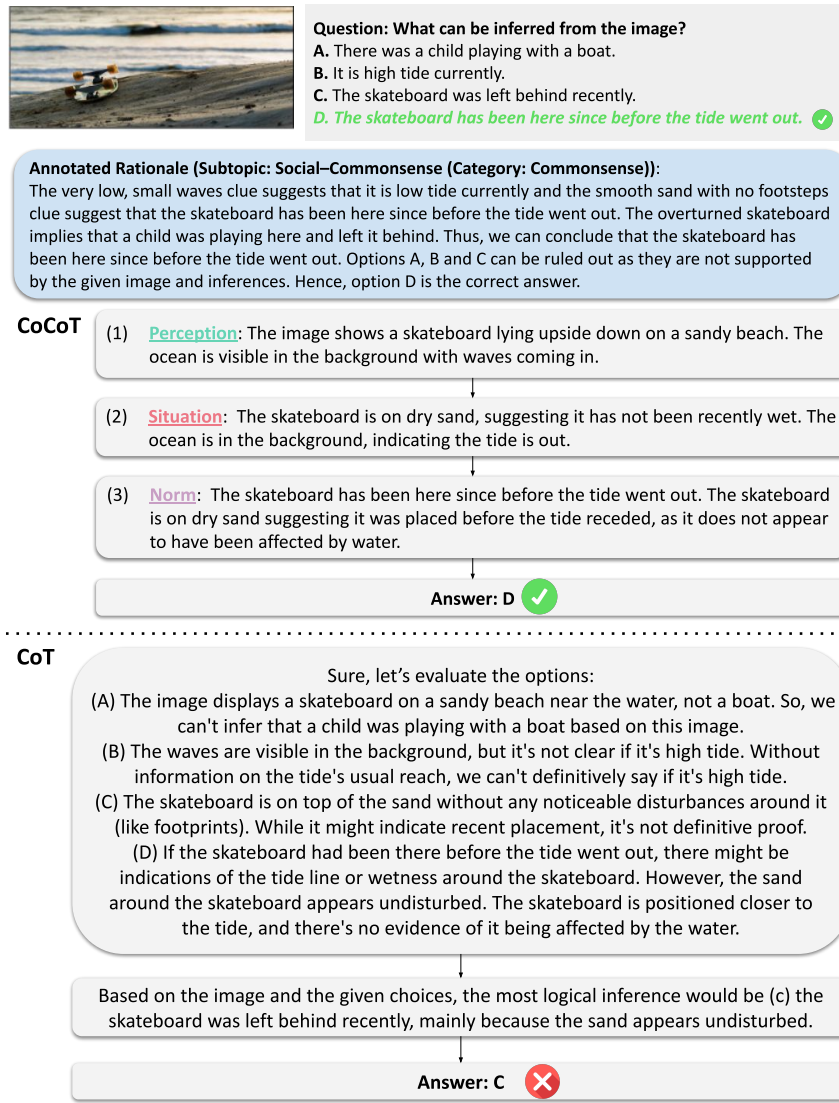 Question: What can be inferred from the image?
A. There was a child playing with a boat.
B. It is high tide currently.
C. The skateboard was left behind recently.
D. The skateboard has been here since before the tide went out.
Annotated Rationale (Subtopic: Social–Commonsense (Category: Commonsense)):
The very low, small waves clue suggests that it is low tide currently and the smooth sand with no footsteps
clue suggest that the skateboard has been here since before the tide went out. The overturned skateboard
implies that a child was playing here and left it behind. Thus, we can conclude that the skateboard has
been here since before the tide went out. Options A, B and C can be ruled out as they are not supported
by the given image and inferences. Hence, option D is the correct answer.
CoCoT
(1) Perception: The image shows a skateboard lying upside down on a sandy beach. The
ocean is visible in the background with waves coming in.
(2) Situation: The skateboard is on dry sand, suggesting it has not been recently wet. The
ocean is in the background, indicating the tide is out.
(3) Norm: The skateboard has been here since before the tide went out. The skateboard
is on dry sand suggesting it was placed before the tide receded, as it does not appear
to have been affected by water.
Answer: D
CoT
Sure, let's evaluate the options:
(A) The image displays a skateboard on a sandy beach near the water, not a boat. So, we
can't infer that a child was playing with a boat based on this image.
(B) The waves are visible in the background, but it's not clear if it's high tide. Without
information on the tide's usual reach, we can't definitively say if it's high tide.
(C) The skateboard is on top of the sand without any noticeable disturbances around it
(like footprints). While it might indicate recent placement, it's not definitive proof.
(D) If the skateboard had been there before the tide went out, there might be
indications of the tide line or wetness around the skateboard. However, the sand
around the skateboard appears undisturbed. The skateboard is positioned closer to
the tide, and there's no evidence of it being affected by the water.
Based on the image and the given choices, the most logical inference would be (c) the
skateboard was left behind recently, mainly because the sand appears undisturbed.
Answer: C